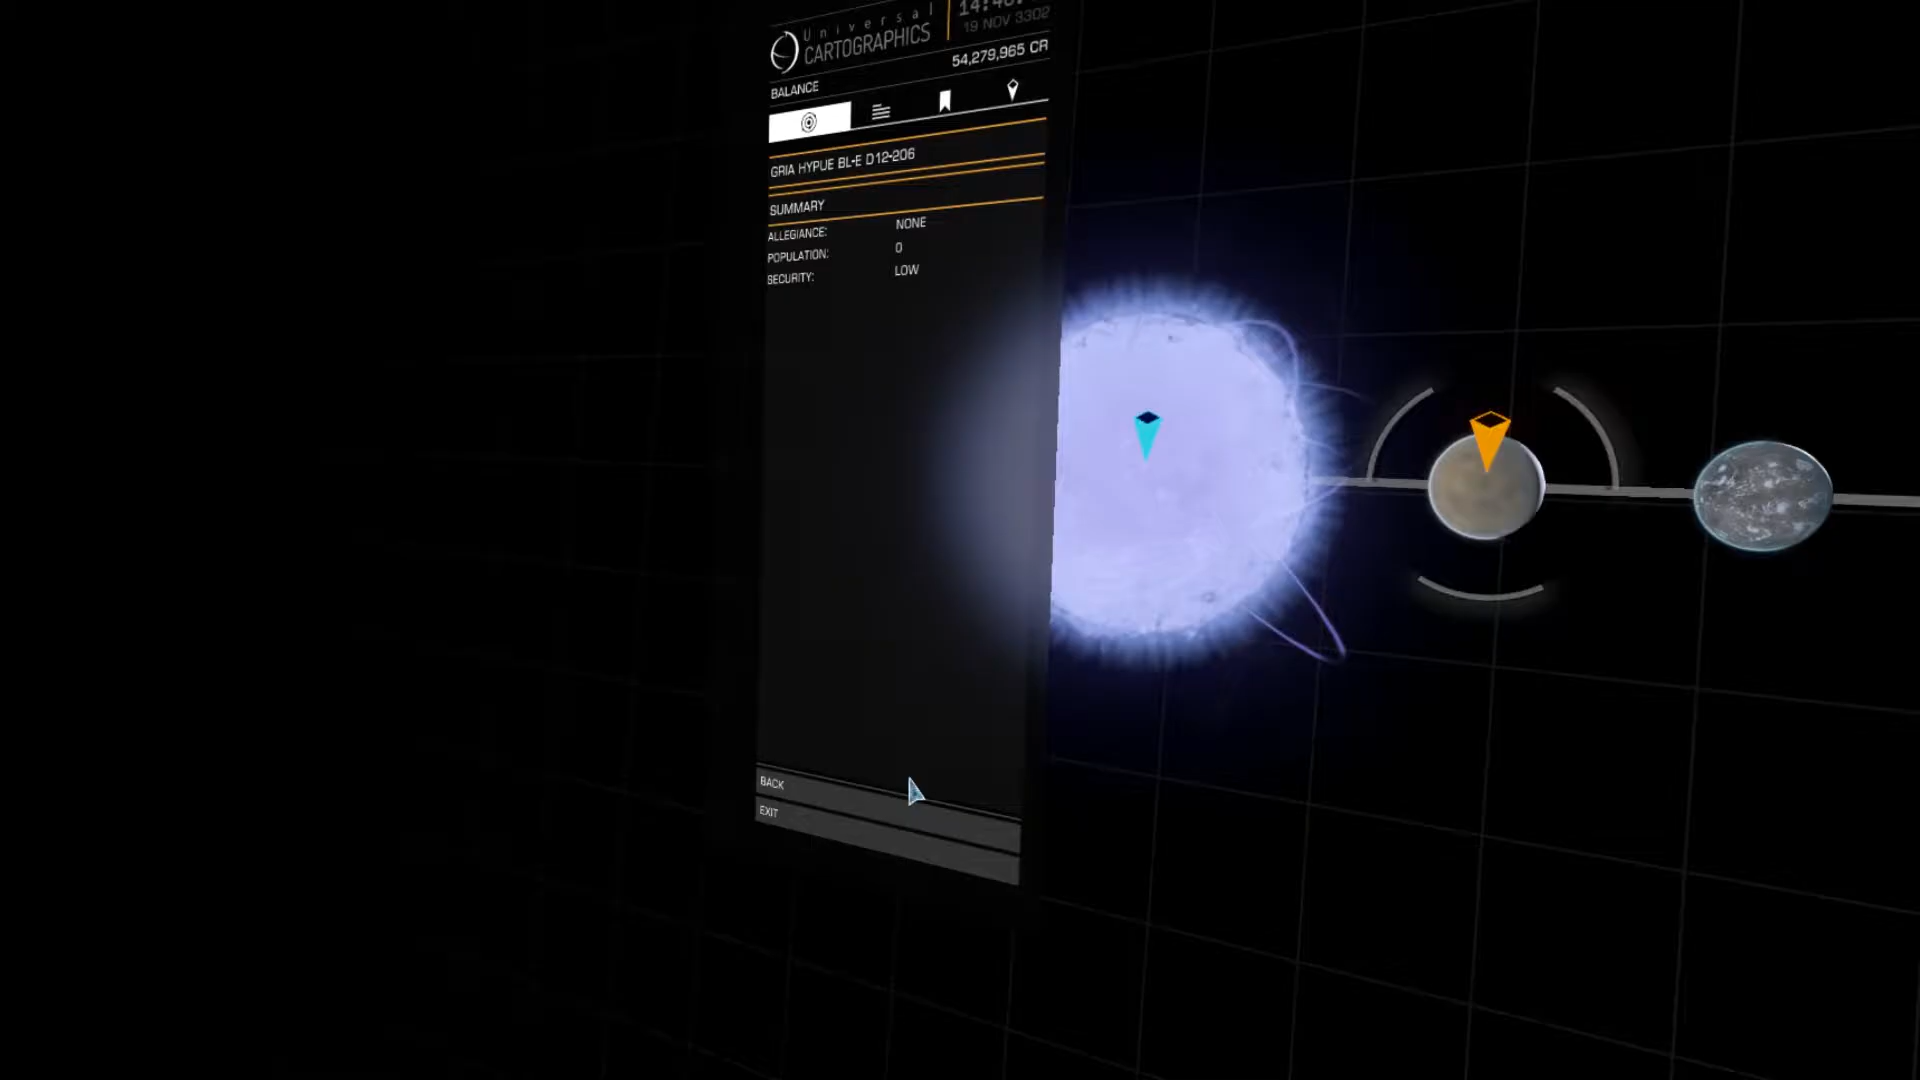 Universal
CARTOGRAPHICS
19 NOV 3302
54,279,965 CR
BALANCE
GRIA HYPUE BL-E D12-206
SUMMARY
ALLEGIANCE: NONE
POPULATION: 0
SECURITY: LOW
BACK
EXIT